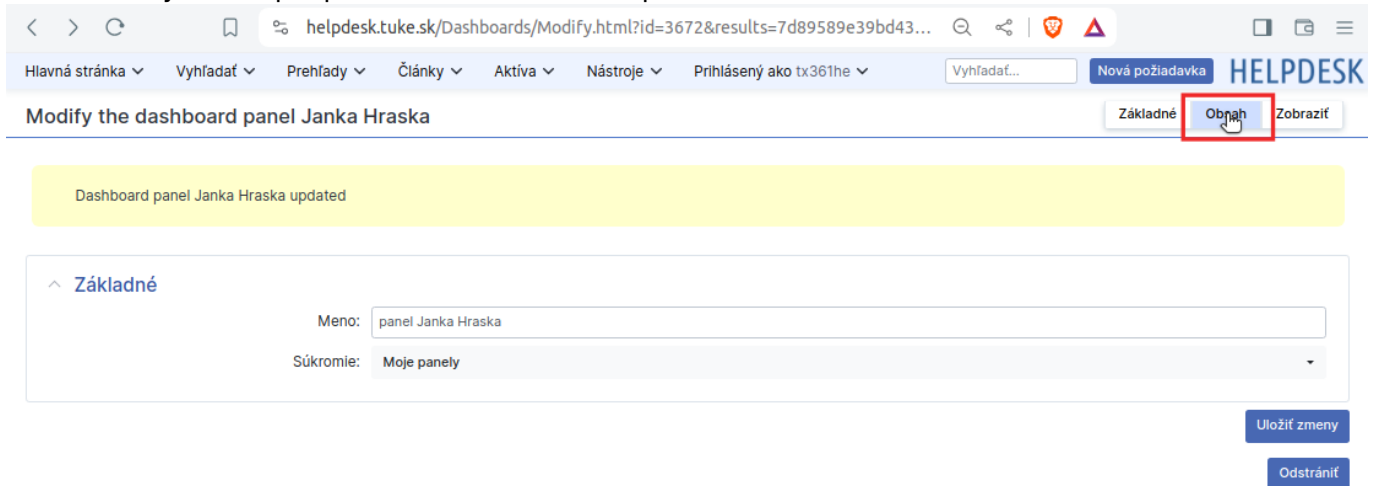 helpdesk.tuke.sk/Dashboards/Modify.html?id=3672&results=7d89589e39bd43...
Hlavná stránka Vyhľadať Prehľady Články Aktíva Nástroje Prihlásený ako tx361he Vyhľadať... Nová požiadavka HELPDESK
Modify the dashboard panel Janka Hraska Základné Obsah Zobraziť
Dashboard panel Janka Hraska updated
Základné
Meno: panel Janka Hraska
Súkromie: Moje panely
Uložiť zmeny
Odstrániť